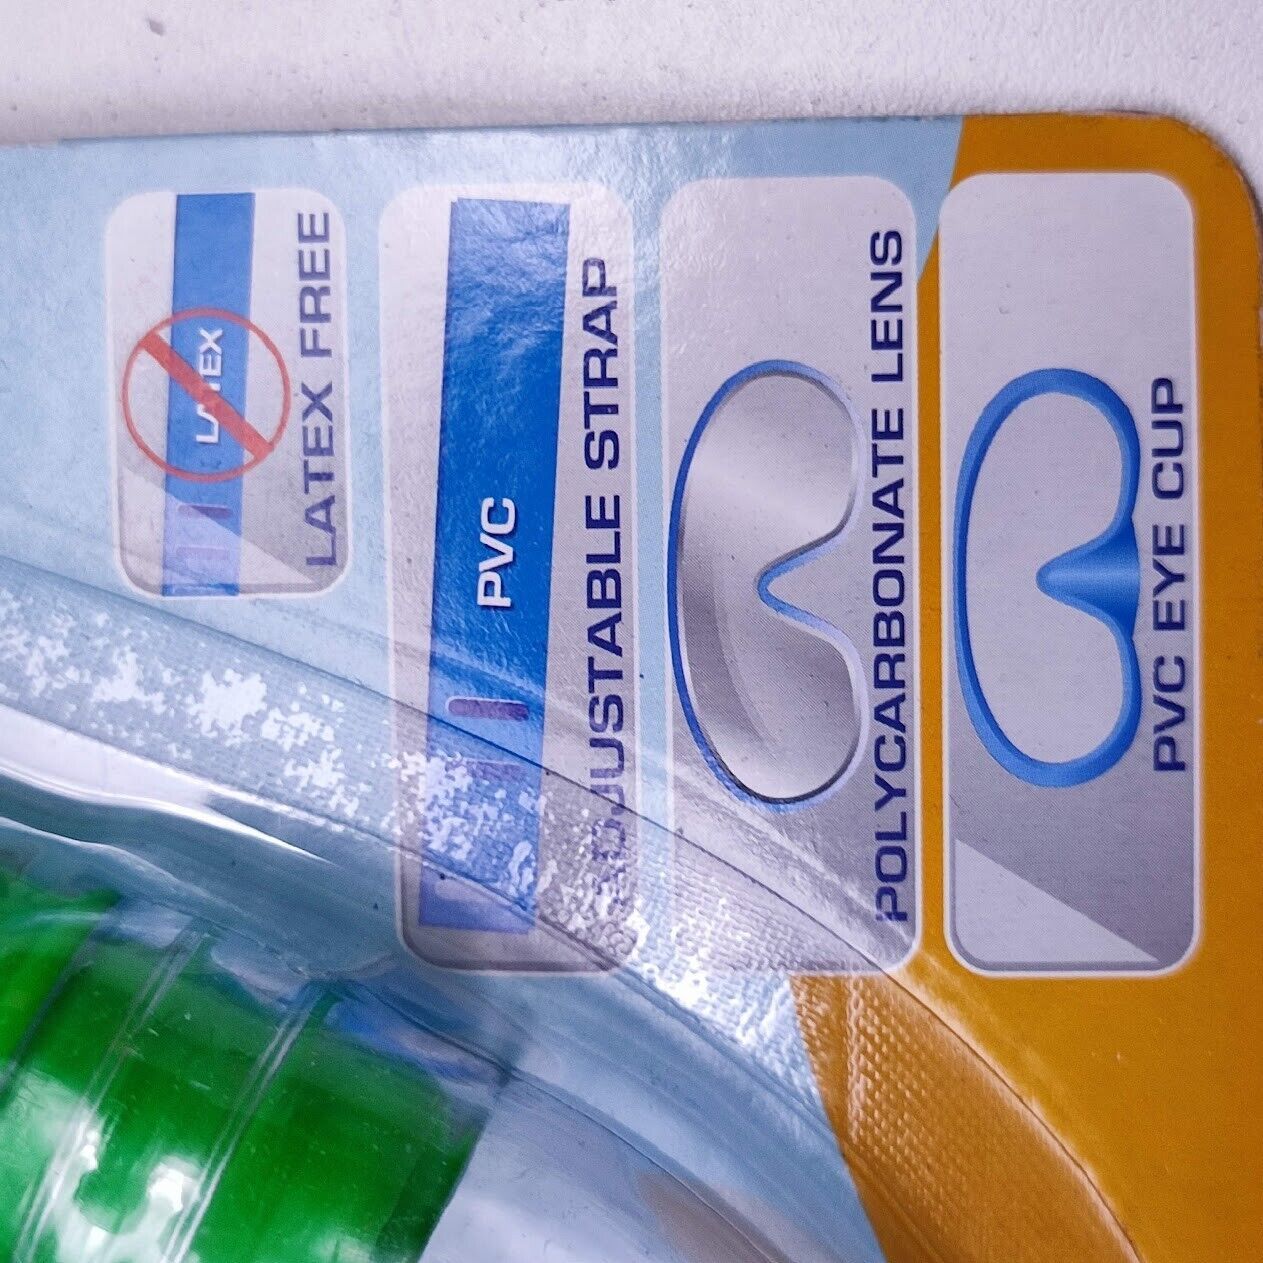 LATEX
LATEX FREE
PVC
ADJUSTABLE STRAP
POLYCARBONATE LENS
PVC EYE CUP